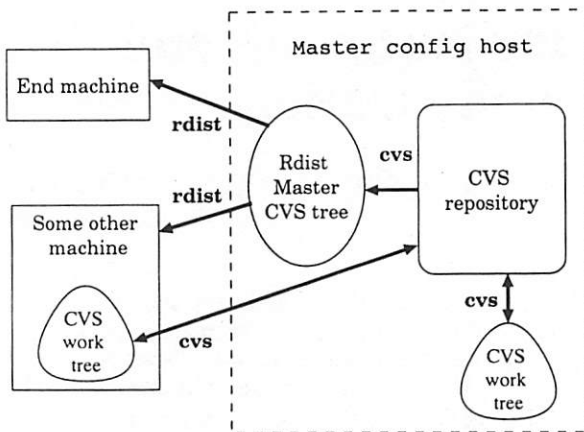 Master config host
End machine
rdist
Rdist
Master
CVS tree
cvs
CVS
repository
rdist
Some other
machine
CVS
work
tree
cvs
cvs
CVS
work
tree